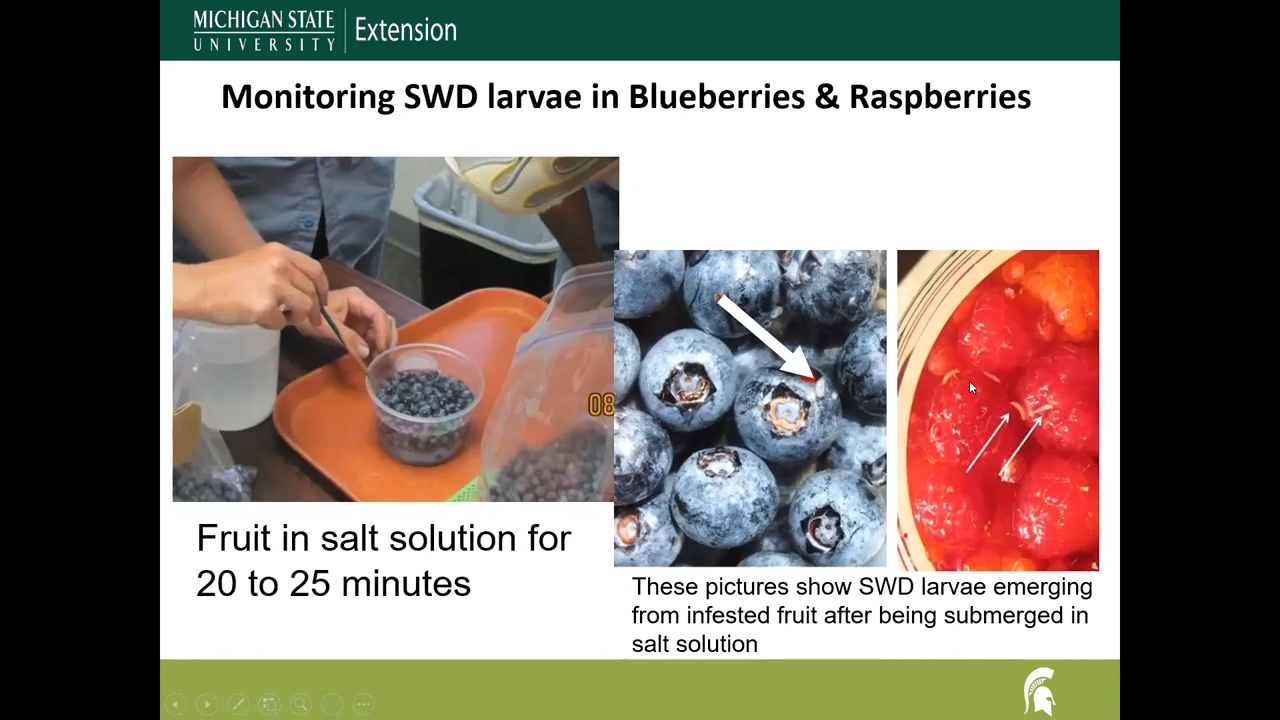 MICHIGAN STATE
UNIVERSITY
Extension
Monitoring SWD larvae in Blueberries & Raspberries
08
Fruit in salt solution for
20 to 25 minutes
These pictures show SWD larvae emerging
from infested fruit after being submerged in
salt solution